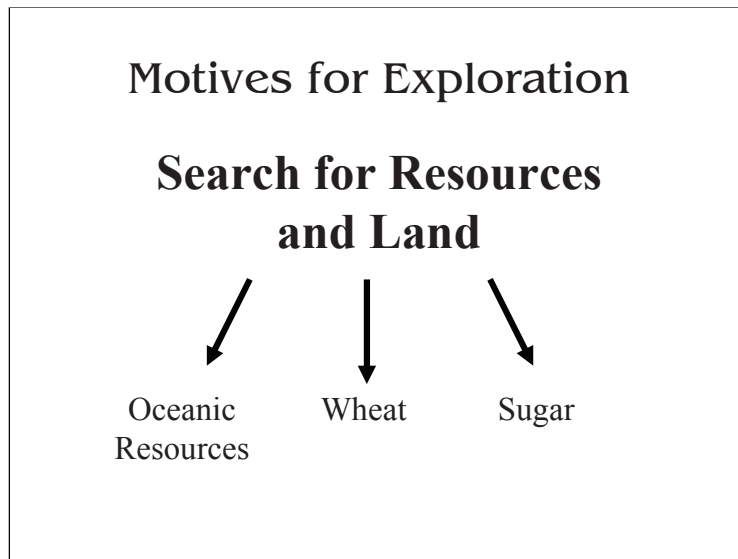 Motives for Exploration
Search for Resources
and Land
Oceanic
Resources
Wheat
Sugar